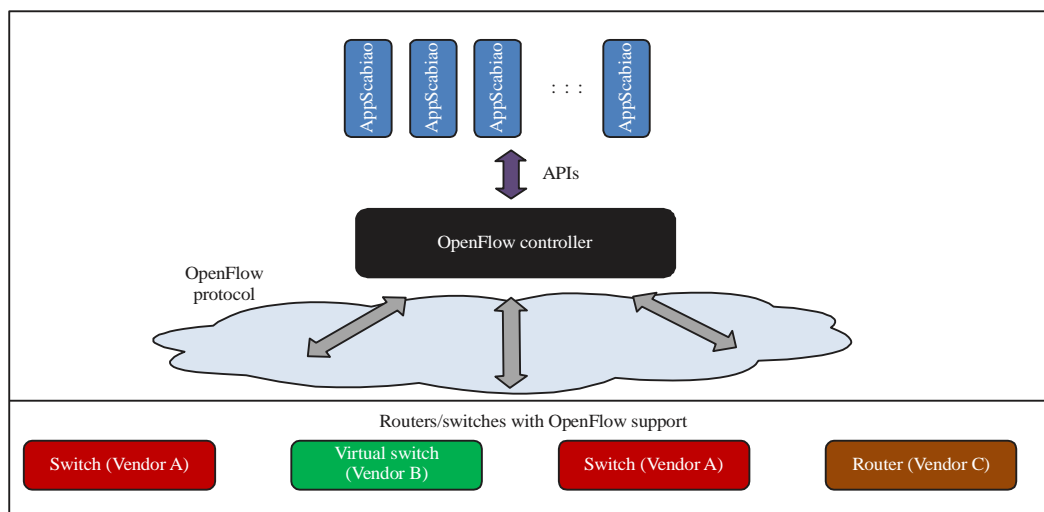 AppScabiao
AppScabiao
AppScabiao
: : :
AppScabiao
APIs
OpenFlow controller
OpenFlow
protocol
Routers/switches with OpenFlow support
Switch (Vendor A)
Virtual switch
(Vendor B)
Switch (Vendor A)
Router (Vendor C)